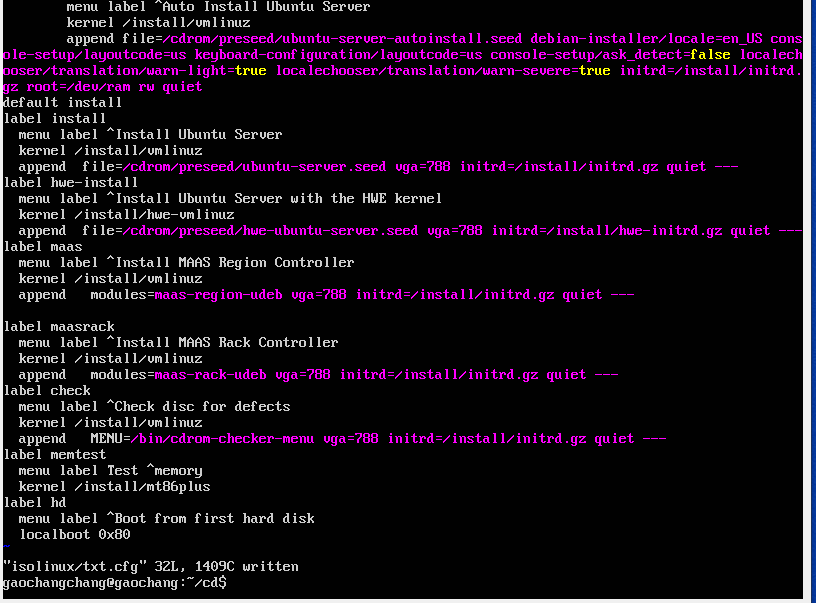 menu label ^Auto Install Ubuntu Server
kernel /install/vmlinuz
append file=/cdrom/preseed/ubuntu-server-autoinstall.seed debian-installer/locale=en_US cons
ole-setup/layoutcode=us keyboard-configuration/layoutcode=us console-setup/ask_detect=false localech
ooser/translation/warn-light=true localechooser/translation/warn-severe=true initrd=/install/initrd.
gz root=/dev/ram rw quiet
default install
label install
menu label ^Install Ubuntu Server
kernel /install/vmlinuz
append file=/cdrom/preseed/ubuntu-server.seed vga=788 initrd=/install/initrd.gz quiet ---
label hwe-install
menu label ^Install Ubuntu Server with the HWE kernel
kernel /install/hwe-vmlinuz
append file=/cdrom/preseed/hwe-ubuntu-server.seed vga=788 initrd=/install/hwe-initrd.gz quiet ---
label maas
menu label ^Install MAAS Region Controller
kernel /install/vmlinuz
append modules=maas-region-udeb vga=788 initrd=/install/initrd.gz quiet ---
label maasrack
menu label ^Install MAAS Rack Controller
kernel /install/vmlinuz
append modules=maas-rack-udeb vga=788 initrd=/install/initrd.gz quiet ---
label check
menu label ^Check disc for defects
kernel /install/vmlinuz
append MENU=/bin/cdrom-checker-menu vga=788 initrd=/install/initrd.gz quiet ---
label memtest
menu label Test ^memory
kernel /install/mt86plus
label hd
menu label ^Boot from first hard disk
localboot 0x80
"isolinux/txt.cfg" 32L, 1409C written
gaochangchang@gaochang:~/cd$